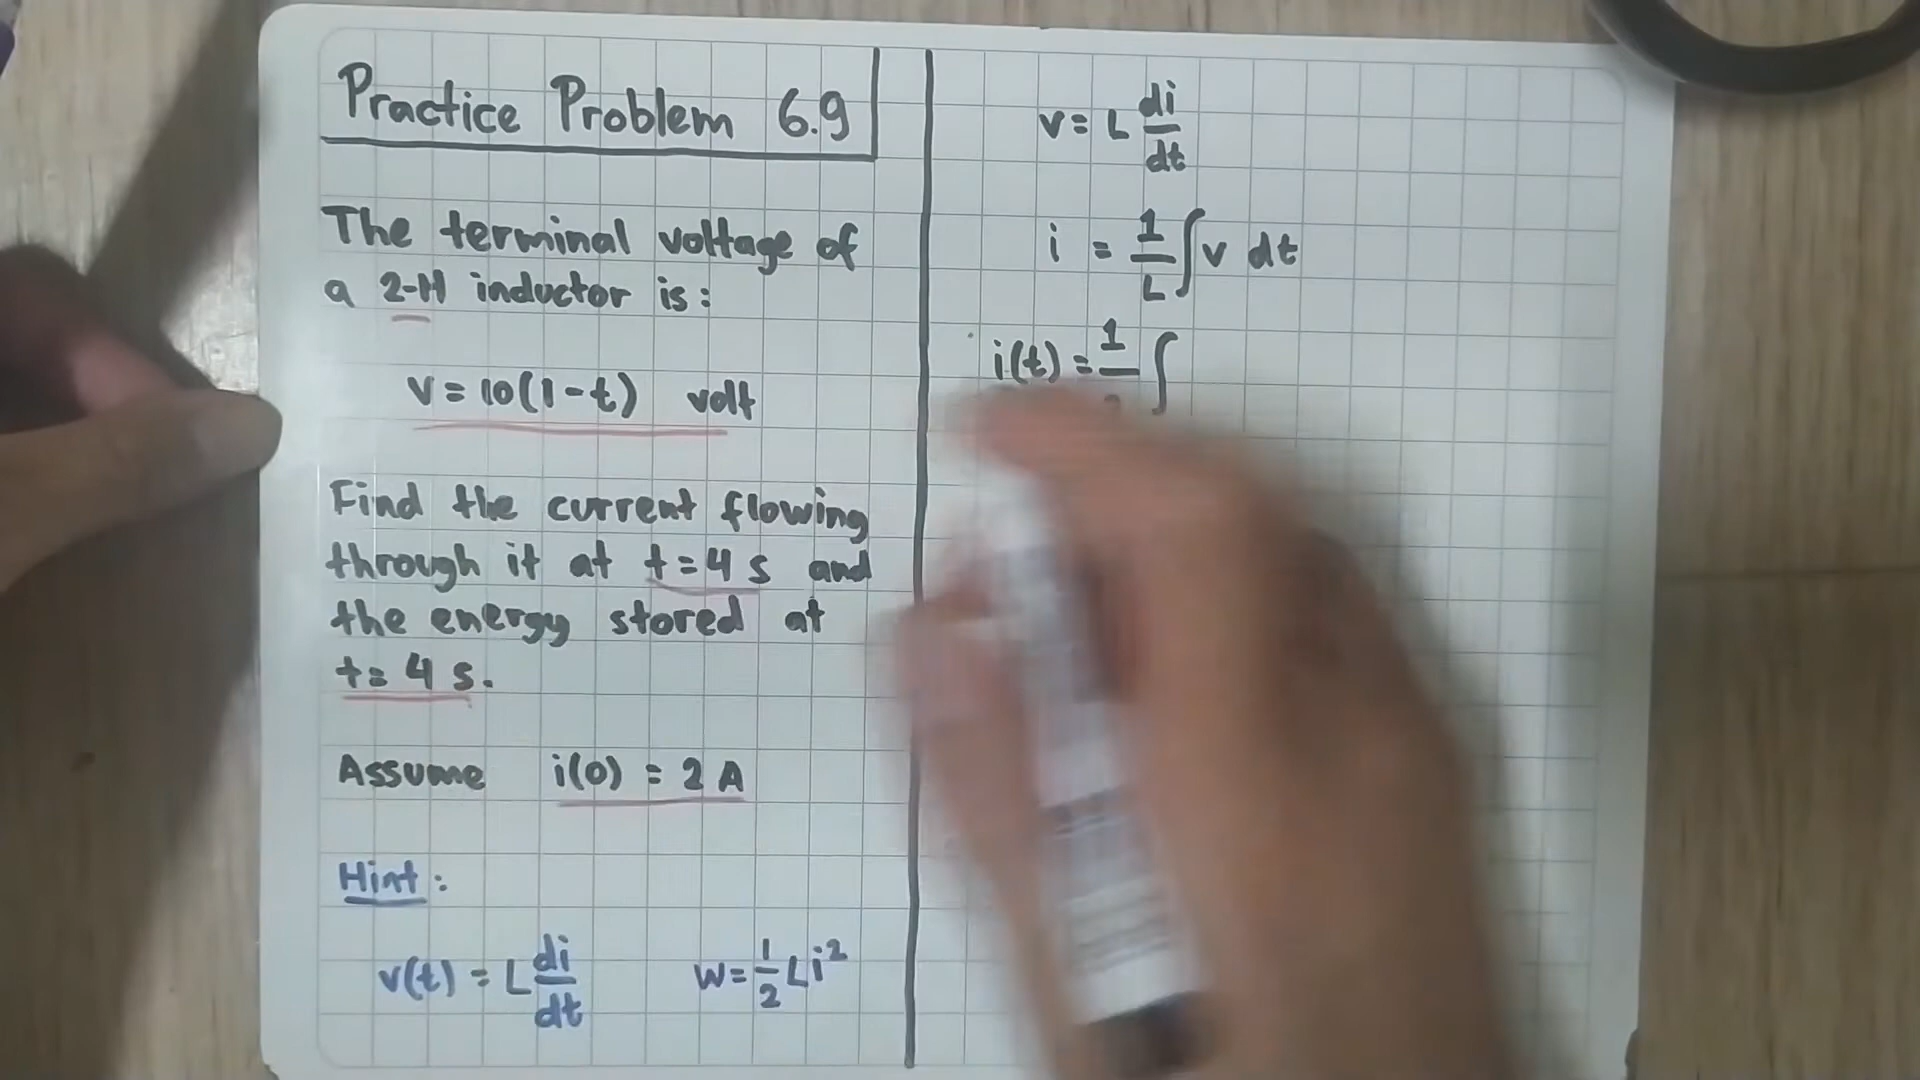 Practice Problem 6.9
The terminal voltage of
a 2-H inductor is:
v = 10(1-t) volt
Find the current flowing
through it at t = 4 s and
the energy stored at
t = 4 s.
Assume i(0) = 2 A
Hint:
v(t) = L di/dt w = 1/2 Li²
v = L di/dt
i = 1/L ∫ v dt
i(t) = 1/ ∫